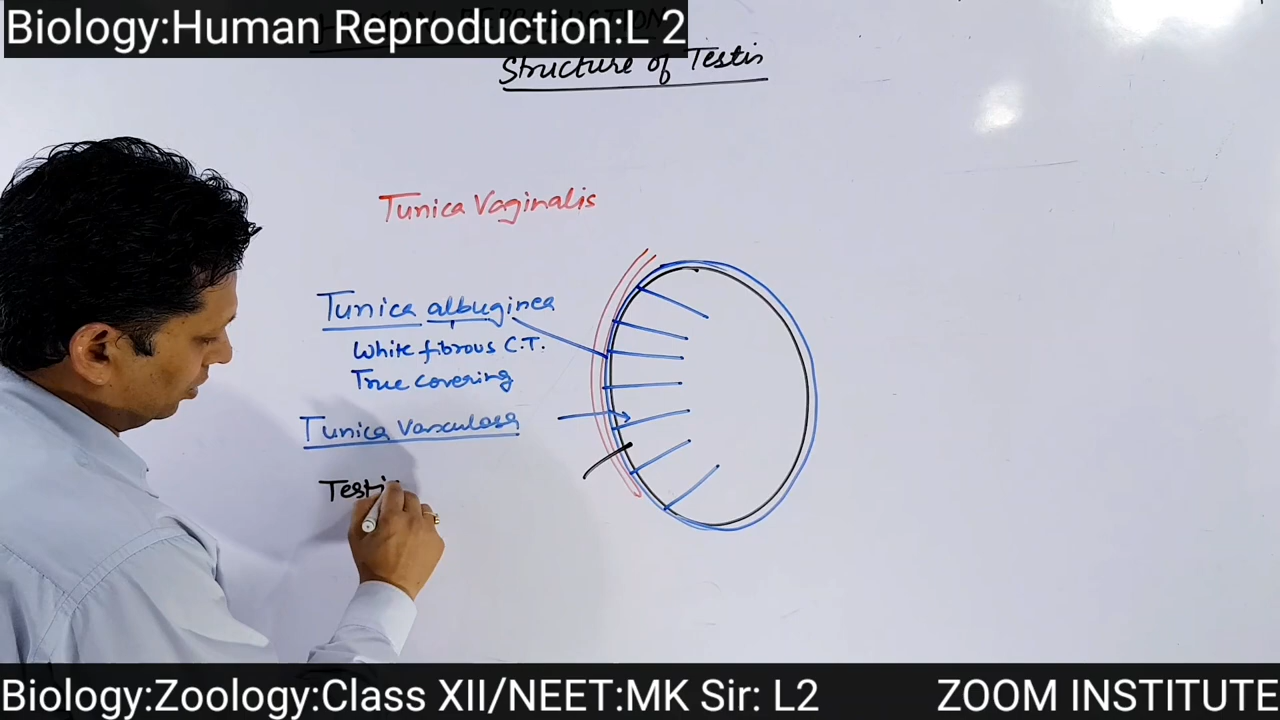 Biology:Human Reproduction:L 2
Structure of Testis
Tunica Vaginalis
Tunica albuginea
White fibrous C.T.
True covering
Tunica Vasculosa
Testis
Biology:Zoology:Class XII/NEET:MK Sir: L2
ZOOM INSTITUTE